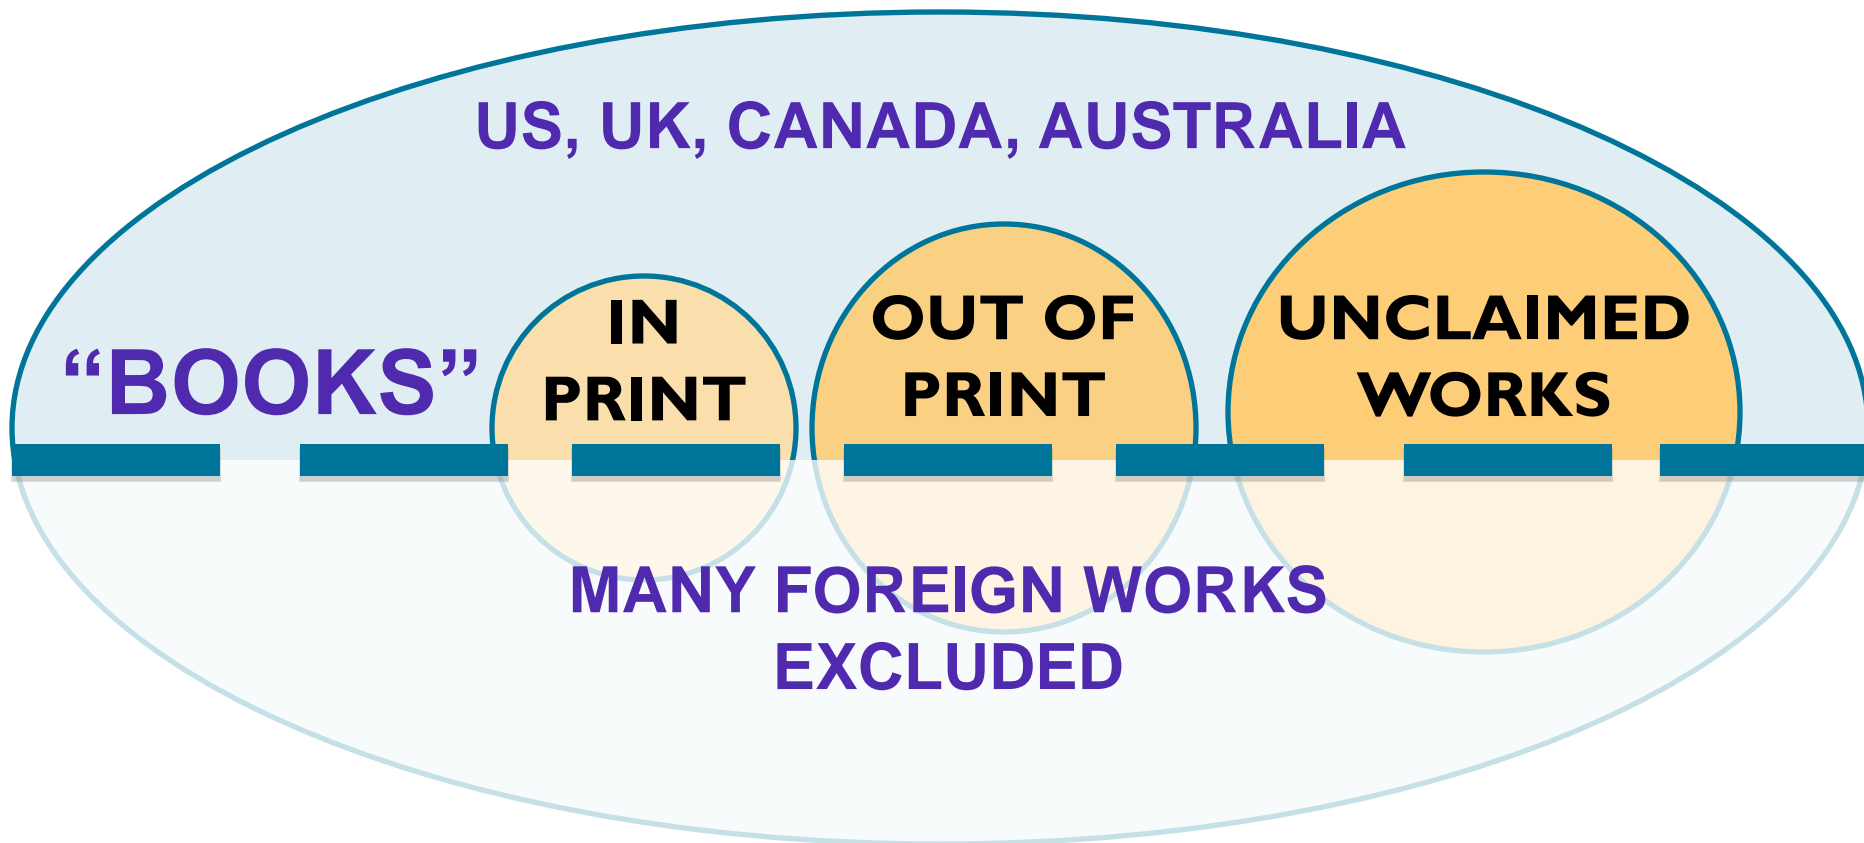 US, UK, CANADA, AUSTRALIA
“BOOKS”
IN
PRINT
OUT OF
PRINT
UNCLAIMED
WORKS
MANY FOREIGN WORKS
EXCLUDED